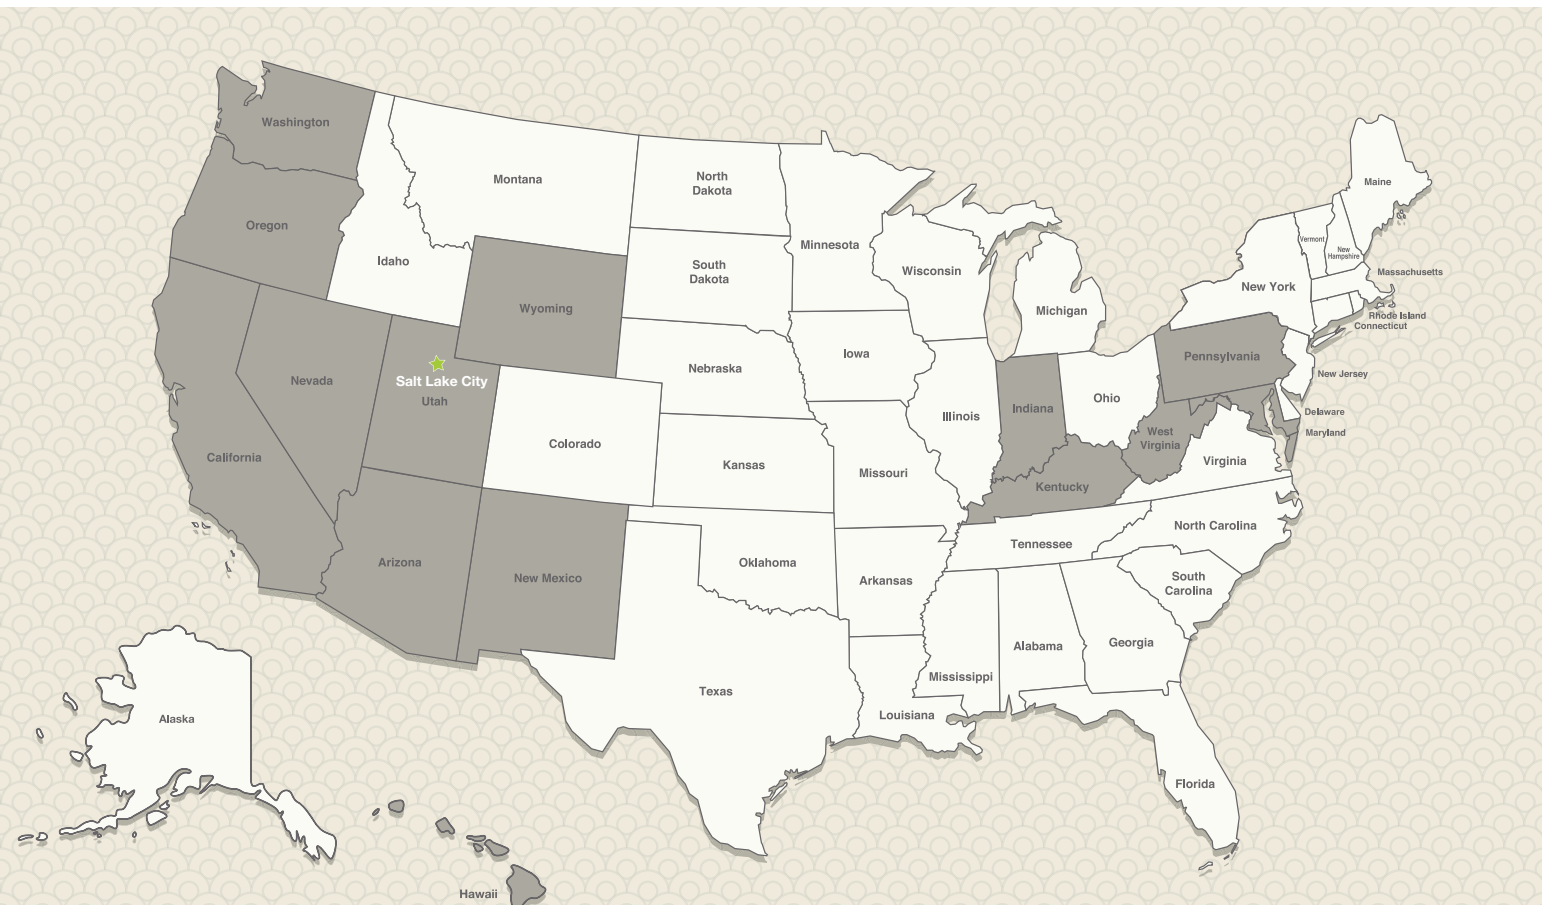 Washington
Oregon
California
Nevada
Idaho
Montana
Wyoming
Salt Lake City
Utah
Colorado
Arizona
New Mexico
North
Dakota
South
Dakota
Nebraska
Kansas
Oklahoma
Texas
Minnesota
Iowa
Missouri
Arkansas
Louisiana
Wisconsin
Illinois
Michigan
Indiana
Ohio
Kentucky
Tennessee
Mississippi
Alabama
Georgia
Florida
South
Carolina
North Carolina
Virginia
West
Virginia
Pennsylvania
New York
Vermont
New
Hampshire
Maine
Massachusetts
Rhode Island
Connecticut
New Jersey
Delaware
Maryland
Alaska
Hawaii